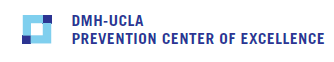 DMH-UCLA
PREVENTION CENTER OF EXCELLENCE